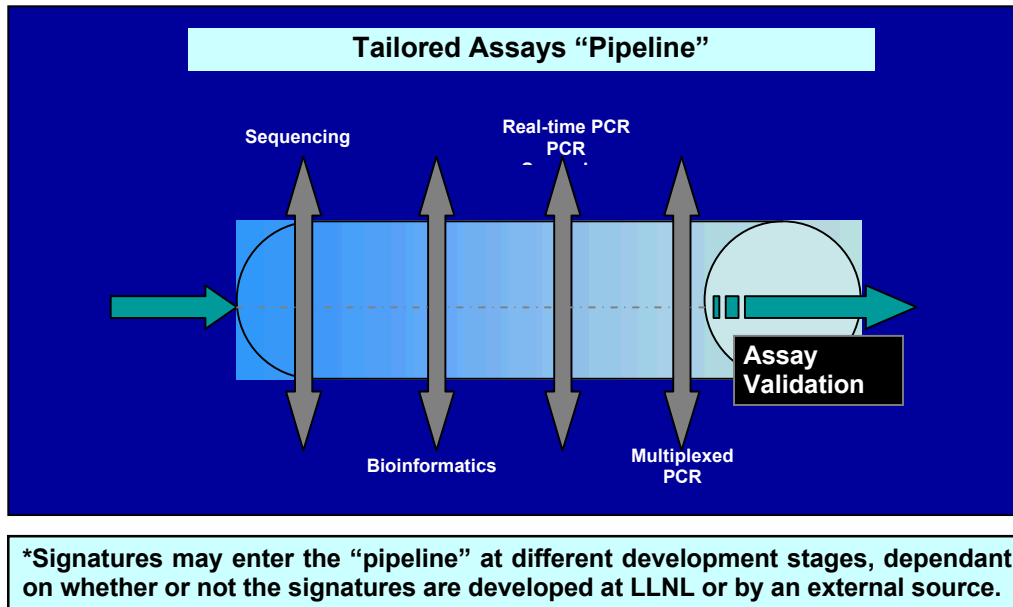 Tailored Assays “Pipeline”
Sequencing
Real-time PCR
PCR
Bioinformatics
Multiplexed
PCR
Assay
Validation
*Signatures may enter the “pipeline” at different development stages, dependant
on whether or not the signatures are developed at LLNL or by an external source.